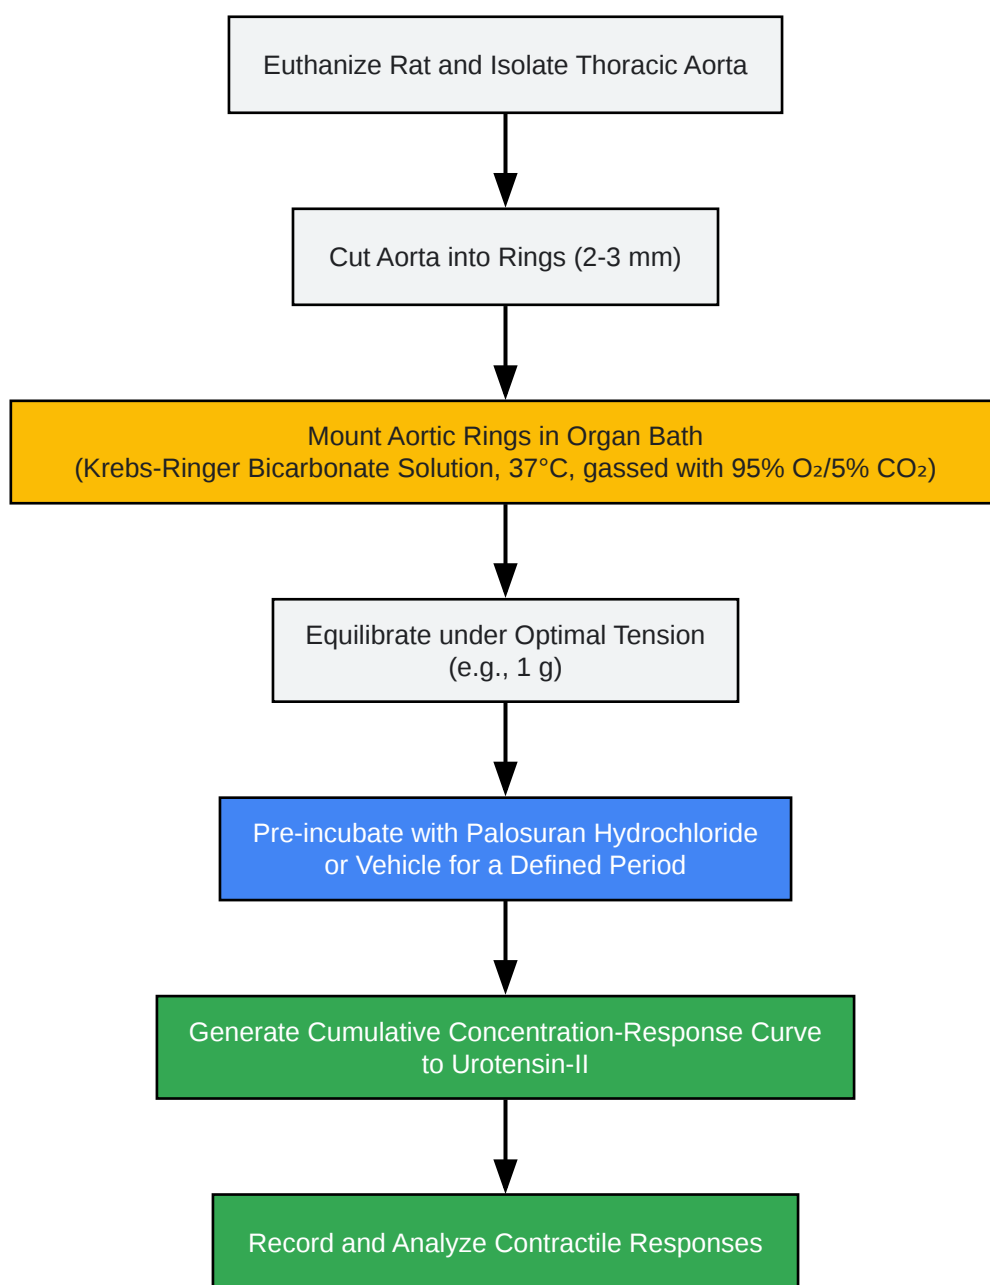 Euthanize Rat and Isolate Thoracic Aorta
Cut Aorta into Rings (2-3 mm)
Mount Aortic Rings in Organ Bath
(Krebs-Ringer Bicarbonate Solution, 37°C, gassed with 95% O₂/5% CO₂)
Equilibrate under Optimal Tension
(e.g., 1 g)
Pre-incubate with Palosuran Hydrochloride
or Vehicle for a Defined Period
Generate Cumulative Concentration-Response Curve
to Urotensin-II
Record and Analyze Contractile Responses